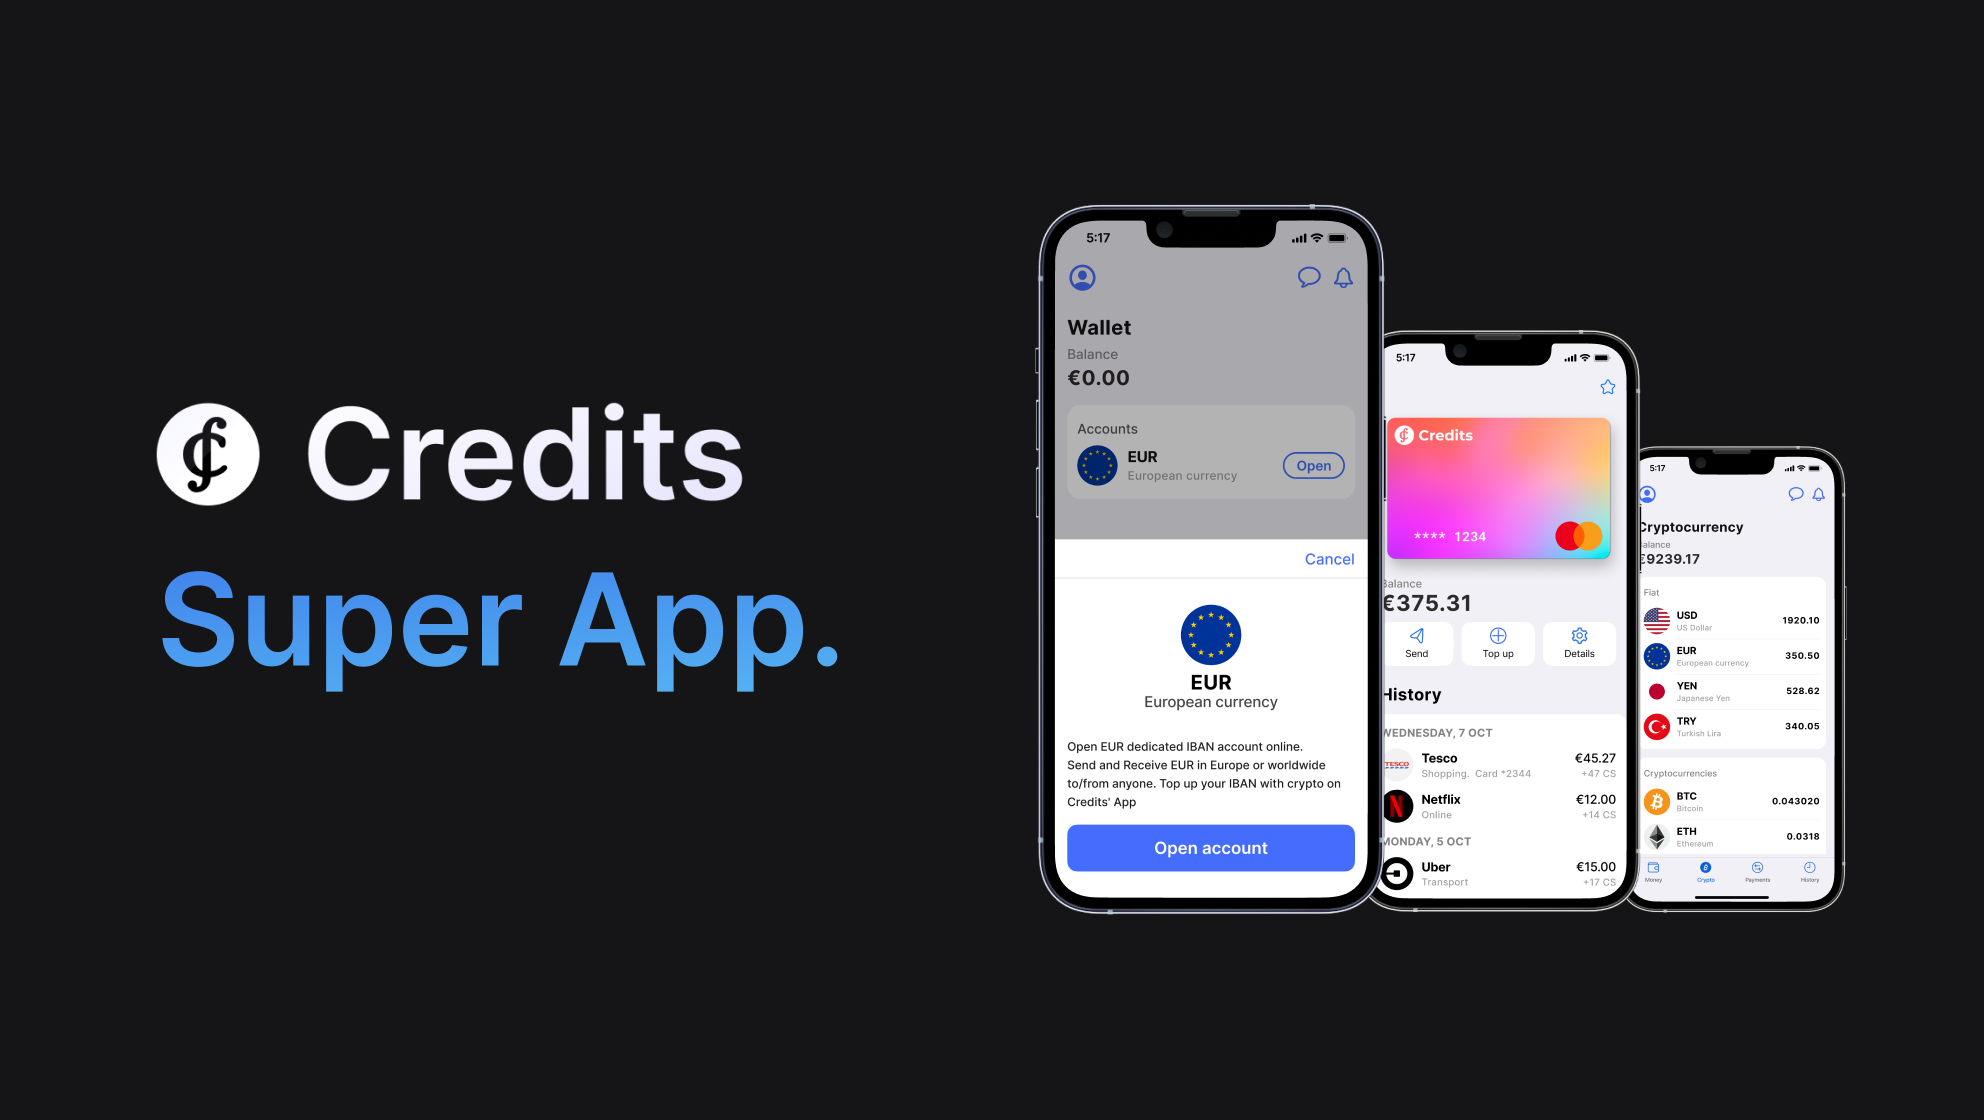 Credits
Super App.
5:17
Wallet
Balance
€0.00
Accounts
EUR
European currency
Open
Cancel
EUR
European currency
Open EUR dedicated IBAN account online.
Send and Receive EUR in Europe or worldwide
to/from anyone. Top up your IBAN with crypto on
Credits' App
Open account
5:17
Credits
**** 1234
Balance
€375.31
Send
Top up
Details
History
WEDNESDAY, 7 OCT
TESCO
Tesco
€45.27
Shopping. Card *2344
+47 CS
Netflix
€12.00
Online
+14 CS
MONDAY, 5 OCT
Uber
€15.00
Transport
+17 CS
5:17
Cryptocurrency
Balance
€9239.17
Fiat
USD
US Dollar
1920.10
EUR
European currency
350.50
YEN
Japanese Yen
528.62
TRY
Turkish Lira
340.05
Cryptocurrencies
BTC
Bitcoin
0.043020
ETH
Ethereum
0.0318
Money
Crypto
Payments
History